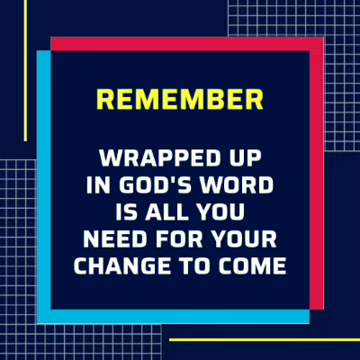 REMEMBER
WRAPPED UP
IN GOD'S WORD
IS ALL YOU
NEED FOR YOUR
CHANGE TO COME